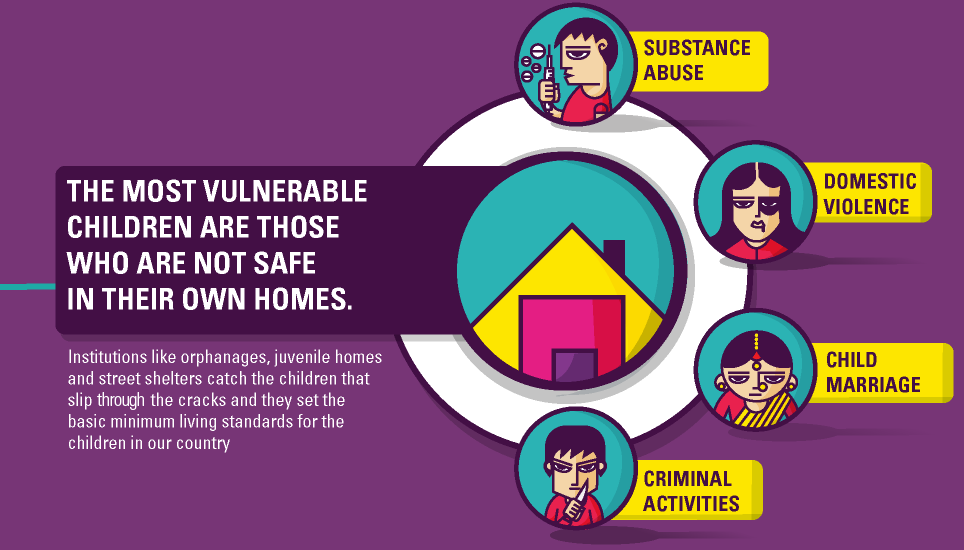 THE MOST VULNERABLE
CHILDREN ARE THOSE
WHO ARE NOT SAFE
IN THEIR OWN HOMES.
Institutions like orphanages, juvenile homes
and street shelters catch the children that
slip through the cracks and they set the
basic minimum living standards for the
children in our country
SUBSTANCE
ABUSE
DOMESTIC
VIOLENCE
CHILD
MARRIAGE
CRIMINAL
ACTIVITIES